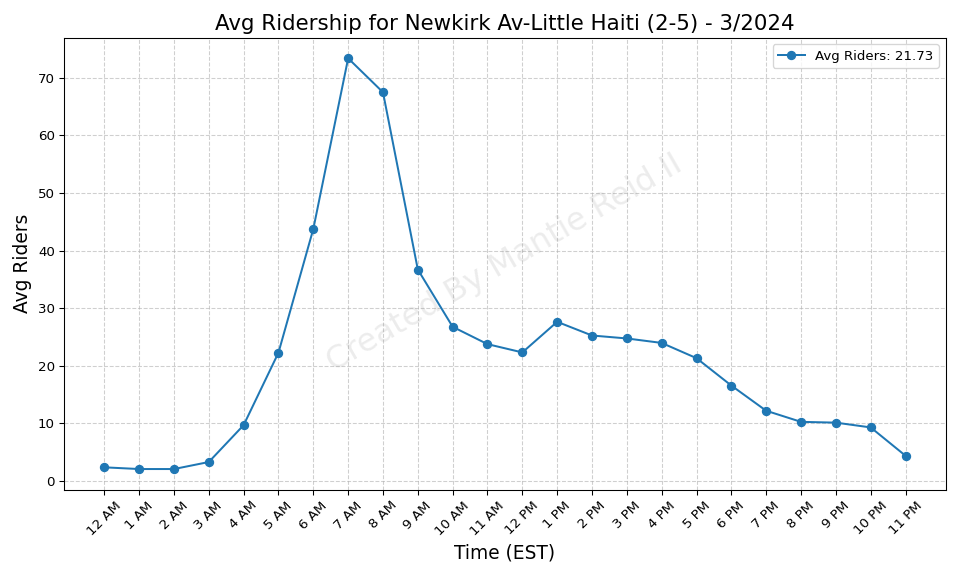 Avg Ridership for Newkirk Av-Little Haiti (2-5) - 3/2024
Avg Riders: 21.73
70
60
50
40
30
20
10
0
Avg Riders
Created By Mantie Reid II
12 AM
1 AM
2 AM
3 AM
4 AM
5 AM
6 AM
7 AM
8 AM
9 AM
10 AM
11 AM
12 PM
1 PM
2 PM
3 PM
4 PM
5 PM
6 PM
7 PM
8 PM
9 PM
10 PM
11 PM
Time (EST)